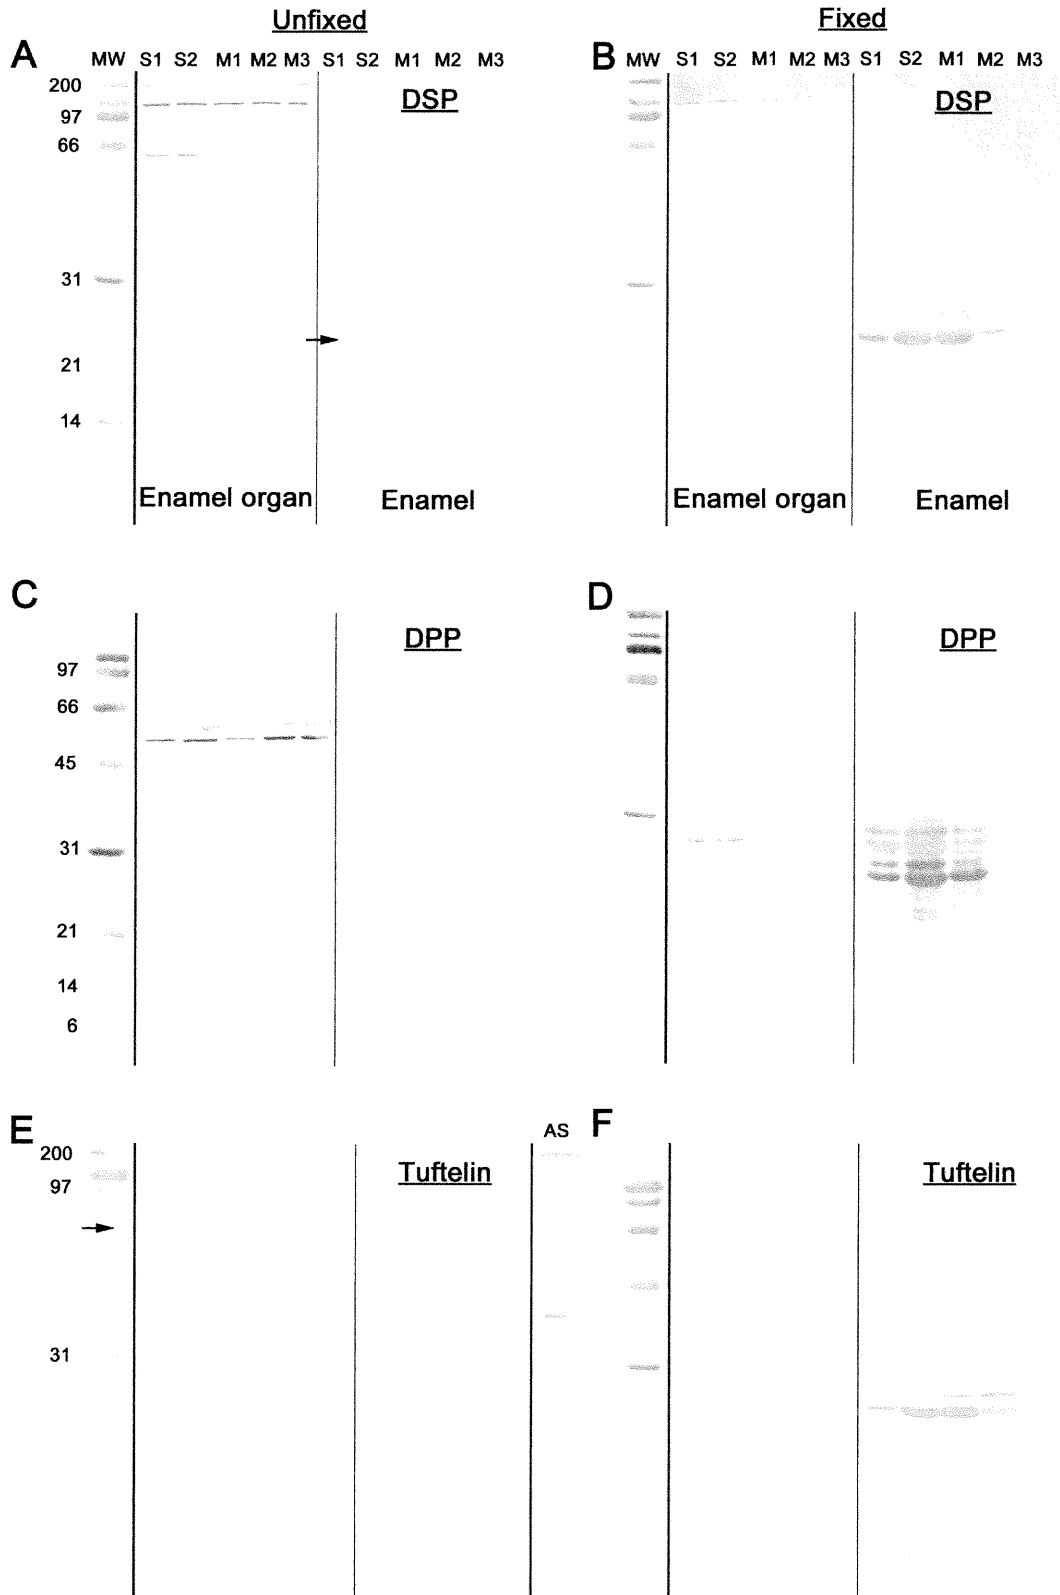 Unfixed
Fixed
A
MW S1 S2 M1 M2 M3 S1 S2 M1 M2 M3
200
97
66
31
21
14
DSP
Enamel organ
Enamel
B
MW S1 S2 M1 M2 M3 S1 S2 M1 M2 M3
DSP
Enamel organ
Enamel
C
97
66
45
31
21
14
6
DPP
D
DPP
E
200
97
31
Tuftelin
AS
F
Tuftelin